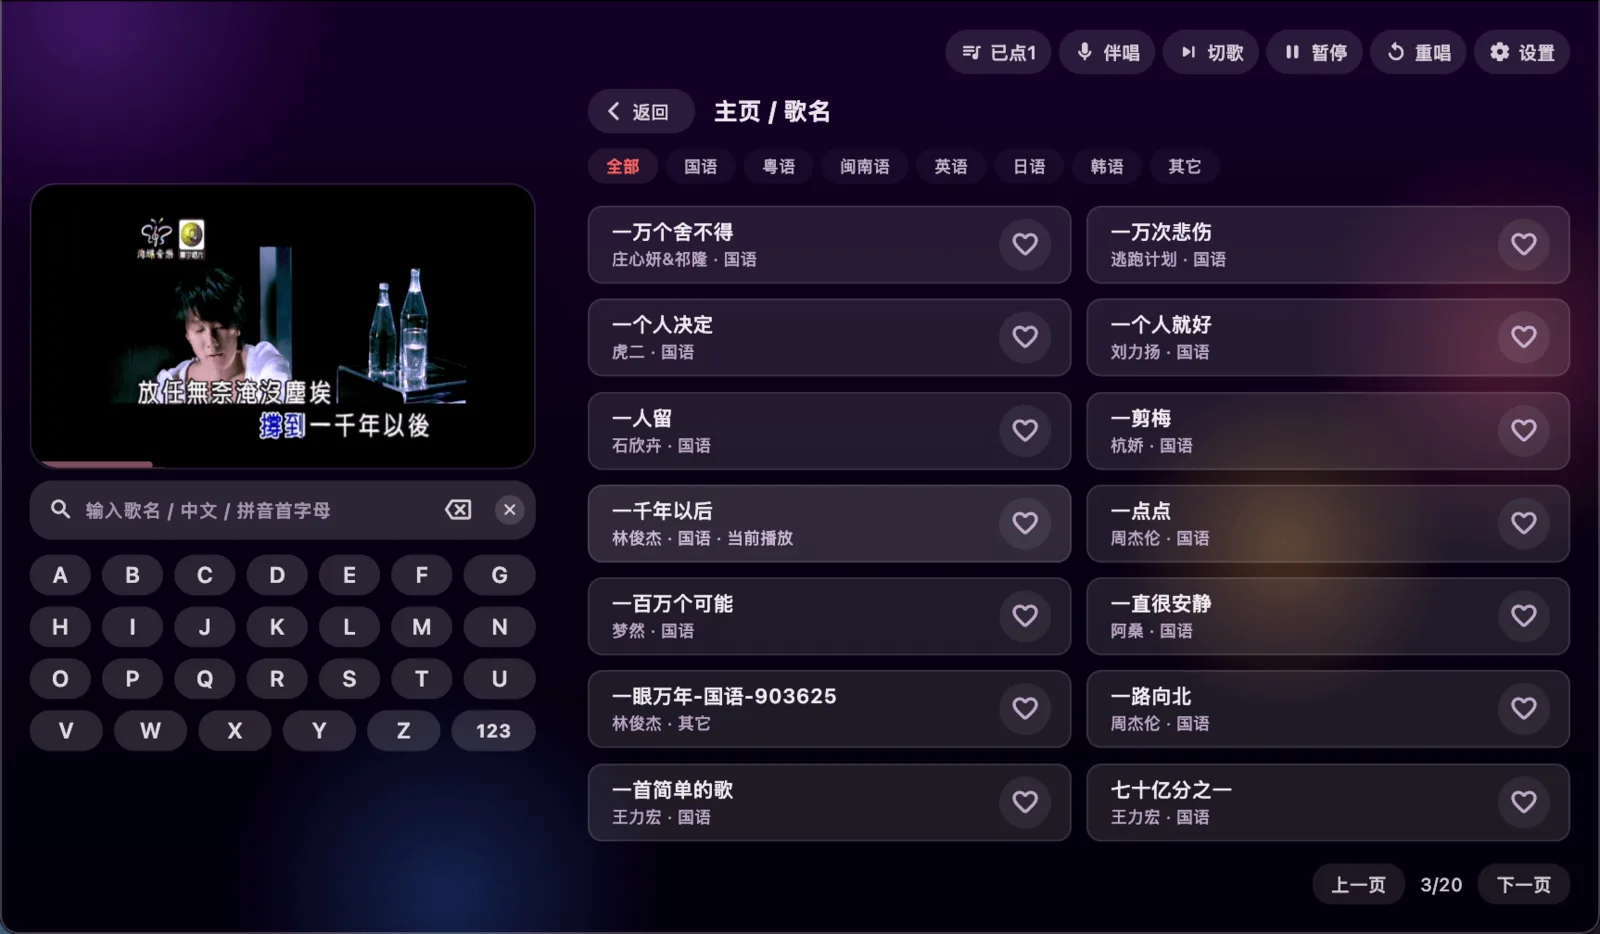 已点1
伴唱
切歌
暂停
重唱
设置
返回
主页 / 歌名
全部
国语
粤语
闽南语
英语
日语
韩语
其它
海蝶音樂
放任無奈淹沒塵埃
撐到一千年以後
输入歌名 / 中文 / 拼音首字母
A B C D E F G
H I J K L M N
O P Q R S T U
V W X Y Z 123
一万个舍不得
庄心妍&祁隆 · 国语
一万次悲伤
逃跑计划 · 国语
一个人决定
虎二 · 国语
一个人就好
刘力扬 · 国语
一人留
石欣卉 · 国语
一剪梅
杭娇 · 国语
一千年以后
林俊杰 · 国语 · 当前播放
一点点
周杰伦 · 国语
一百万个可能
梦然 · 国语
一直很安静
阿桑 · 国语
一眼万年-国语-903625
林俊杰 · 其它
一路向北
周杰伦 · 国语
一首简单的歌
王力宏 · 国语
七十亿分之一
王力宏 · 国语
上一页
3/20
下一页